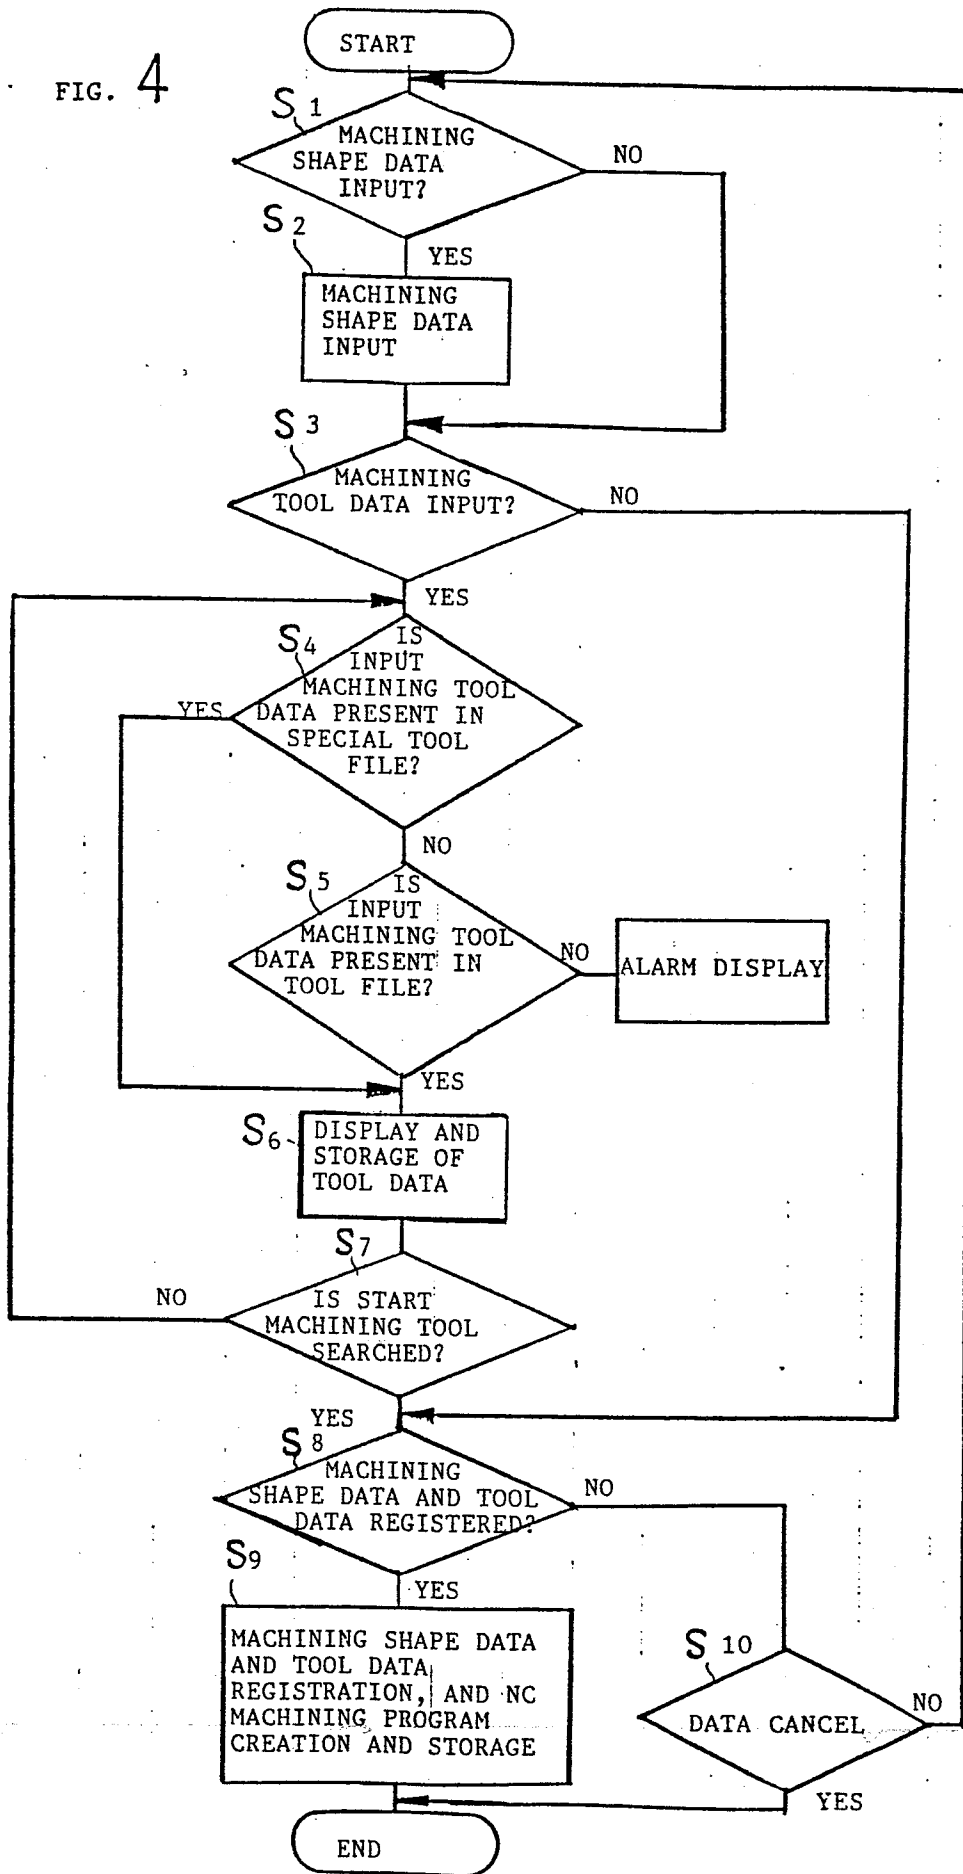 START
FIG. 4
S1
MACHINING
SHAPE DATA
INPUT?
NO
S2
YES
MACHINING
SHAPE DATA
INPUT
S3
MACHINING
TOOL DATA INPUT?
NO
YES
S4
IS
INPUT
MACHINING TOOL
DATA PRESENT IN
SPECIAL TOOL
FILE?
YES
NO
S5
IS
INPUT
MACHINING TOOL
DATA PRESENT IN
TOOL FILE?
NO
ALARM DISPLAY
YES
S6
DISPLAY AND
STORAGE OF
TOOL DATA
S7
NO
IS START
MACHINING TOOL
SEARCHED?
YES
S8
MACHINING
SHAPE DATA AND TOOL
DATA REGISTERED?
NO
S9
YES
MACHINING SHAPE DATA
AND TOOL DATA
REGISTRATION, AND NC
MACHINING PROGRAM
CREATION AND STORAGE
S10
DATA CANCEL
NO
YES
END